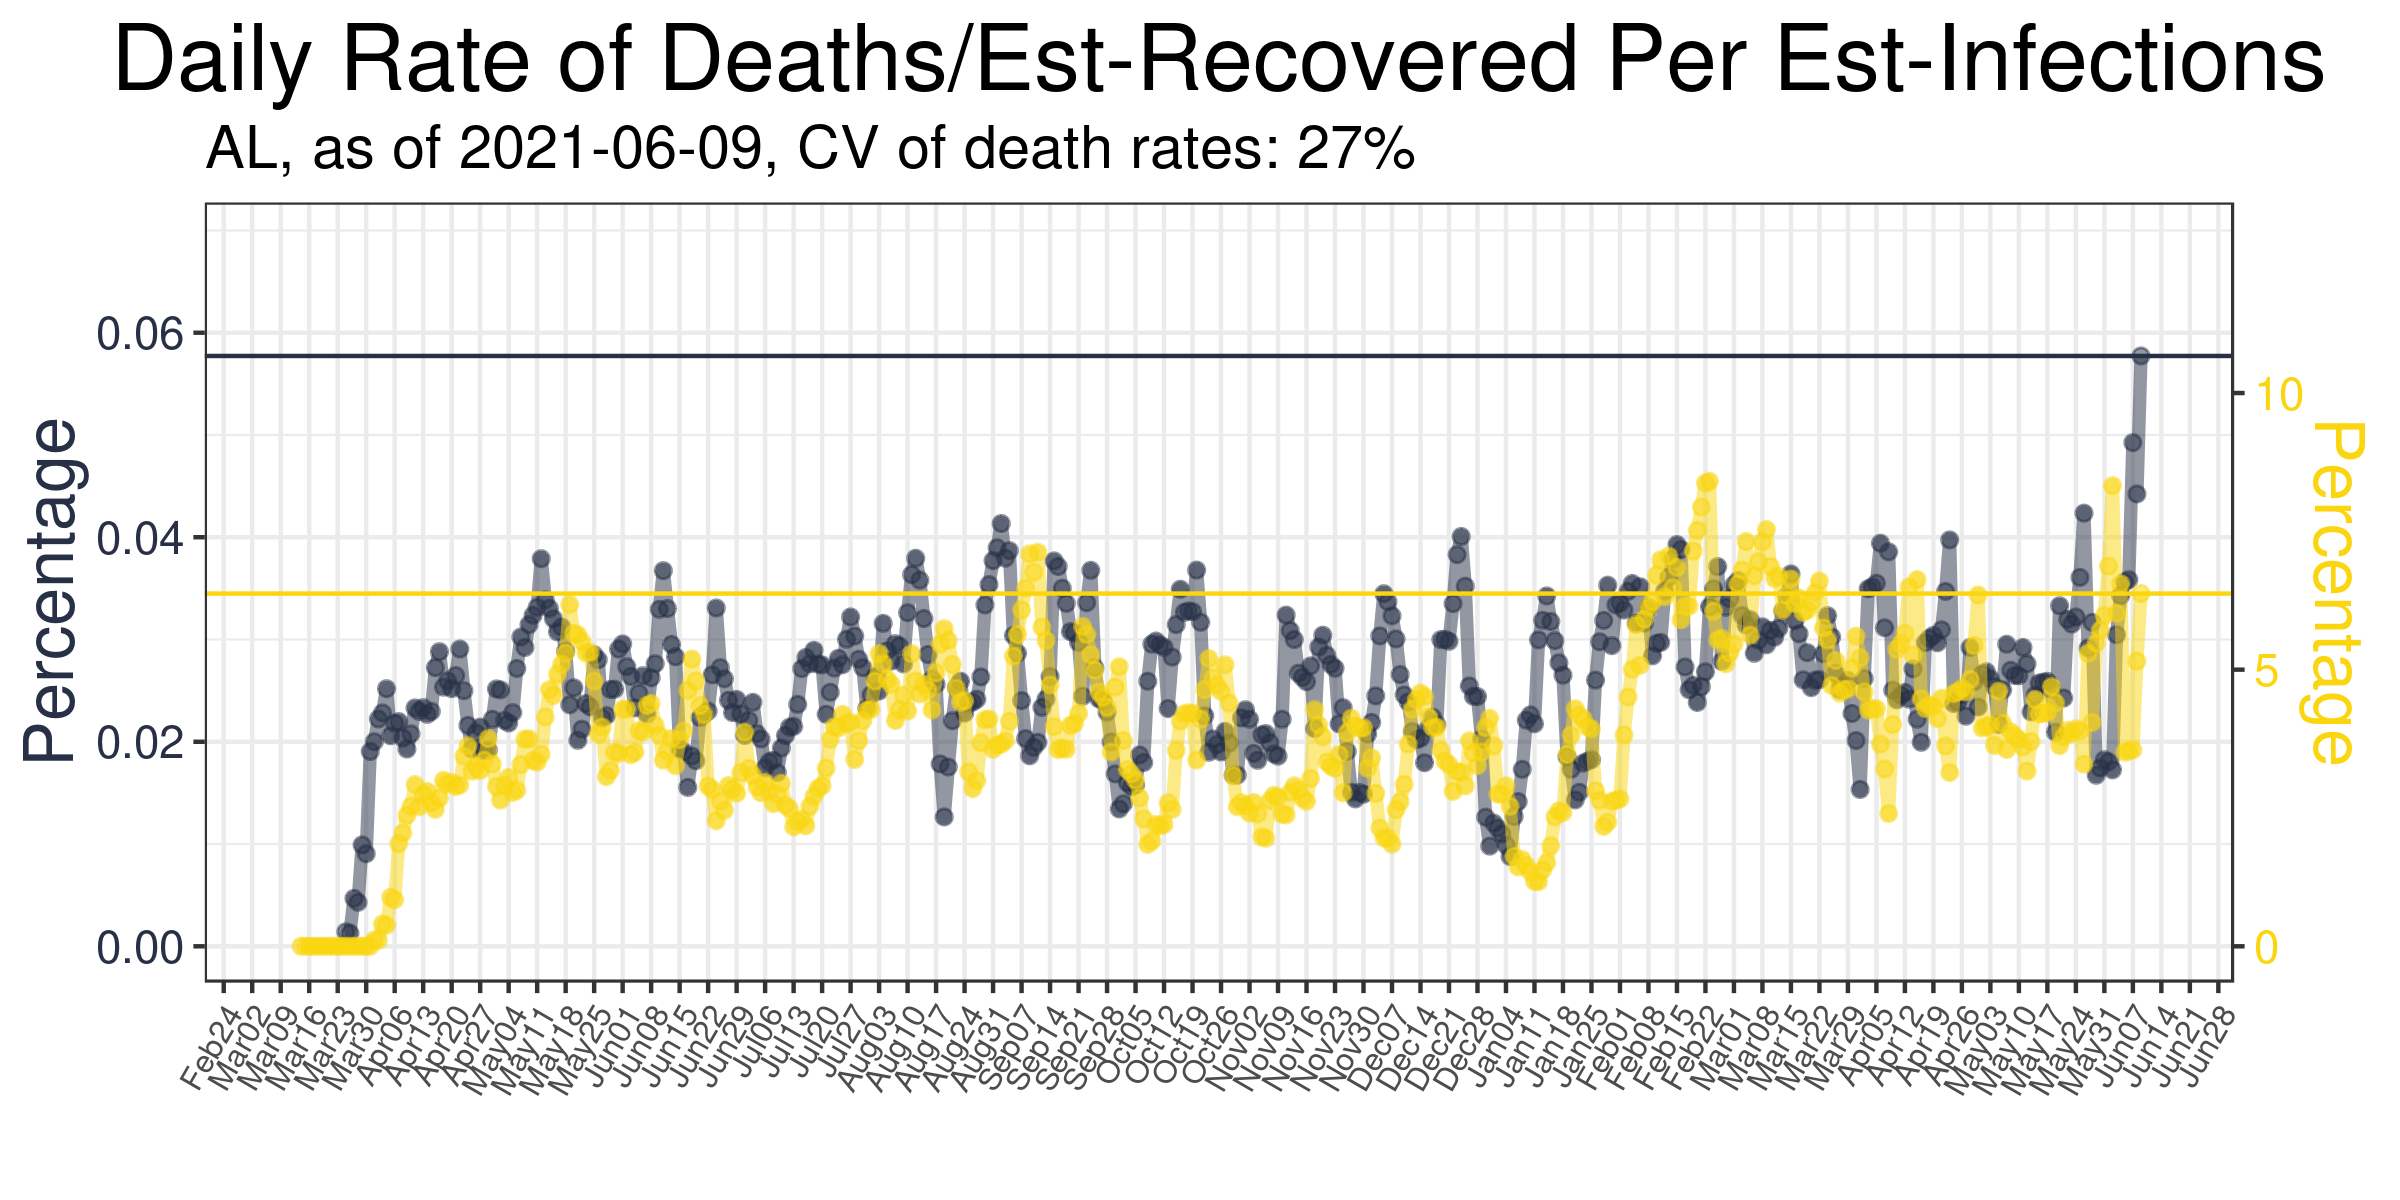 Daily Rate of Deaths/Est-Recovered Per Est-Infections
AL, as of 2021-06-09, CV of death rates: 27%
Percentage
0.06
0.04
0.02
0.00
10
5
0
Percentage
Feb24
Mar02
Mar09
Mar16
Mar23
Mar30
Apr06
Apr13
Apr20
Apr27
May04
May11
May18
May25
Jun01
Jun08
Jun15
Jun22
Jun29
Jul06
Jul13
Jul20
Jul27
Aug03
Aug10
Aug17
Aug24
Aug31
Sep07
Sep14
Sep21
Sep28
Oct05
Oct12
Oct19
Oct26
Nov02
Nov09
Nov16
Nov23
Nov30
Dec07
Dec14
Dec21
Dec28
Jan04
Jan11
Jan18
Jan25
Feb01
Feb08
Feb15
Feb22
Mar01
Mar08
Mar15
Mar22
Mar29
Apr05
Apr12
Apr19
Apr26
May03
May10
May17
May24
May31
Jun07
Jun14
Jun21
Jun28